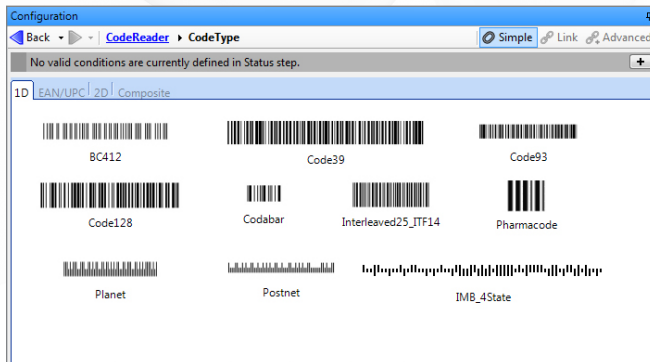 Configuration
Back CodeReader CodeType Simple Link Advanced
No valid conditions are currently defined in Status step.
1D EAN/UPC 2D Composite
BC412 Code39 Code93
Code128 Codabar Interleaved25_ITF14 Pharmacode
Planet Postnet IMB_4State